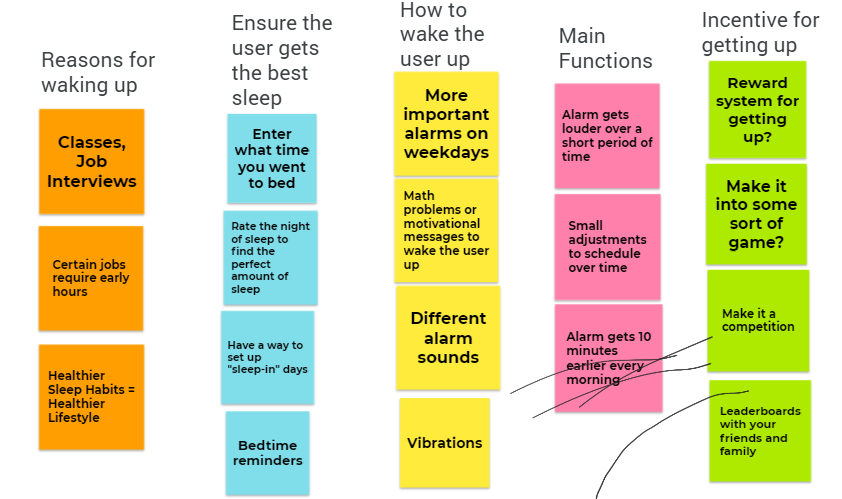 Reasons for
waking up
Classes,
Job
Interviews
Certain jobs
require early
hours
Healthier
Sleep Habits =
Healthier
Lifestyle
Ensure the
user gets
the best
sleep
Enter
what time
you went
to bed
Rate the night
of sleep to
find the
perfect
amount of
sleep
Have a way to
set up
"sleep-in" days
Bedtime
reminders
How to
wake the
user up
More
important
alarms on
weekdays
Math
problems or
motivational
messages to
wake the user
up
Different
alarm
sounds
Vibrations
Main
Functions
Alarm gets
louder over a
short period of
time
Small
adjustments
to schedule
over time
Alarm gets 10
minutes
earlier every
morning
Incentive for
getting up
Reward
system for
getting
up?
Make it
into some
sort of
game?
Make it a
competition
Leaderboards
with your
friends and
family